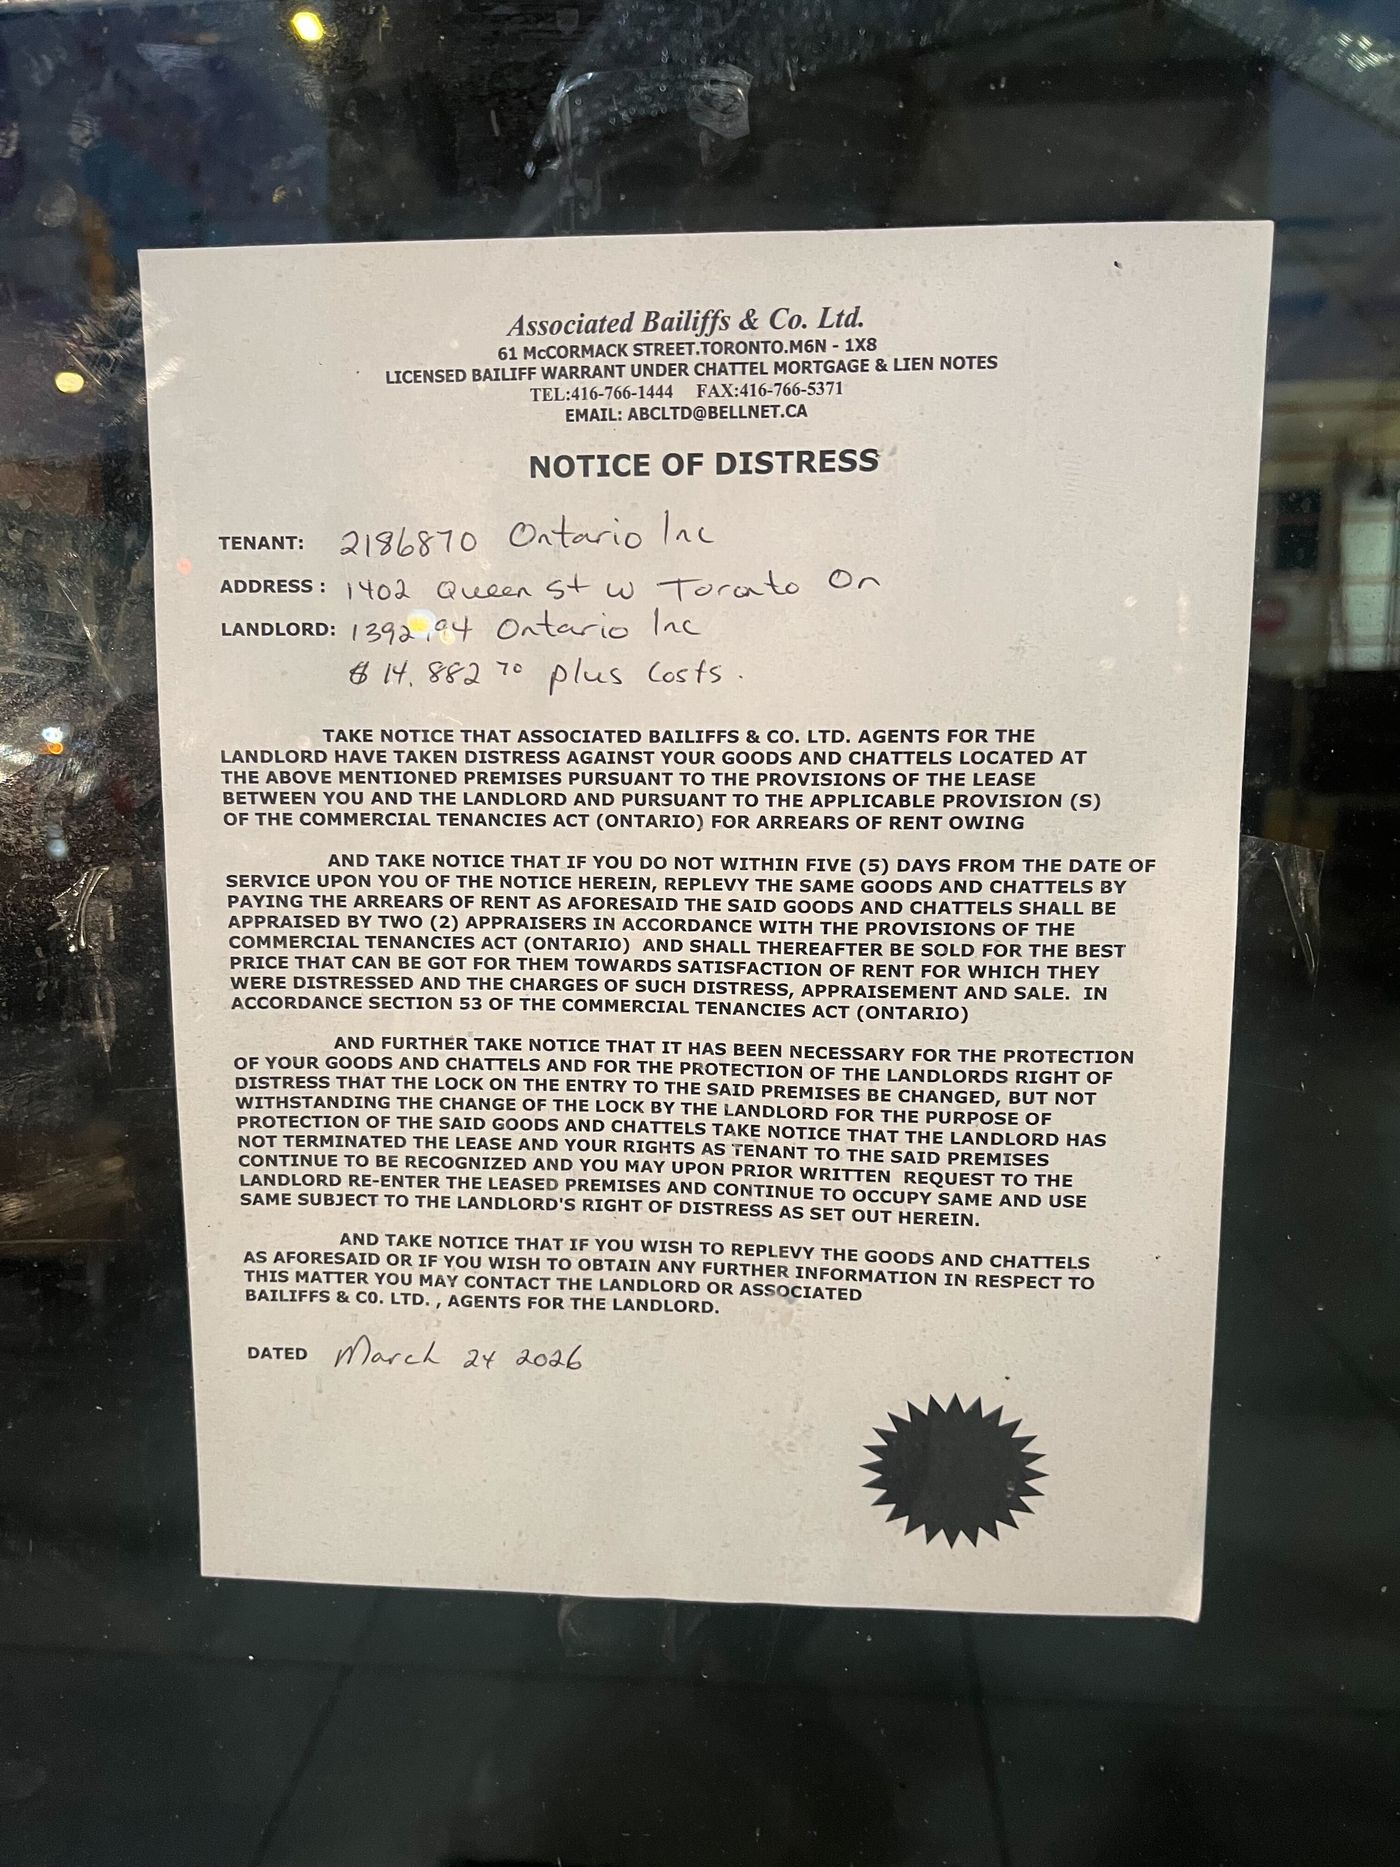 Associated Bailiffs & Co. Ltd.
61 McCORMACK STREET.TORONTO.M6N - 1X8
LICENSED BAILIFF WARRANT UNDER CHATTEL MORTGAGE & LIEN NOTES
TEL:416-766-1444 FAX:416-766-5371
EMAIL: ABCLTD@BELLNET.CA
NOTICE OF DISTRESS
TENANT: 2186870 Ontario Inc
ADDRESS : 1402 Queen St W Toronto On
LANDLORD: Ontario Inc
$ 14,882 70 plus Costs.
TAKE NOTICE THAT ASSOCIATED BAILIFFS & CO. LTD. AGENTS FOR THE
LANDLORD HAVE TAKEN DISTRESS AGAINST YOUR GOODS AND CHATTELS LOCATED AT
THE ABOVE MENTIONED PREMISES PURSUANT TO THE PROVISIONS OF THE LEASE
BETWEEN YOU AND THE LANDLORD AND PURSUANT TO THE APPLICABLE PROVISION (S)
OF THE COMMERCIAL TENANCIES ACT (ONTARIO) FOR ARREARS OF RENT OWING
AND TAKE NOTICE THAT IF YOU DO NOT WITHIN FIVE (5) DAYS FROM THE DATE OF
SERVICE UPON YOU OF THE NOTICE HEREIN, REPLEVY THE SAME GOODS AND CHATTELS BY
PAYING THE ARREARS OF RENT AS AFORESAID THE SAID GOODS AND CHATTELS SHALL BE
APPRAISED BY TWO (2) APPRAISERS IN ACCORDANCE WITH THE PROVISIONS OF THE
COMMERCIAL TENANCIES ACT (ONTARIO) AND SHALL THEREAFTER BE SOLD FOR THE BEST
PRICE THAT CAN BE GOT FOR THEM TOWARDS SATISFACTION OF RENT FOR WHICH THEY
WERE DISTRESSED AND THE CHARGES OF SUCH DISTRESS, APPRAISEMENT AND SALE. IN
ACCORDANCE SECTION 53 OF THE COMMERCIAL TENANCIES ACT (ONTARIO)
AND FURTHER TAKE NOTICE THAT IT HAS BEEN NECESSARY FOR THE PROTECTION
OF YOUR GOODS AND CHATTELS AND FOR THE PROTECTION OF THE LANDLORDS RIGHT OF
DISTRESS THAT THE LOCK ON THE ENTRY TO THE SAID PREMISES BE CHANGED, BUT NOT
WITHSTANDING THE CHANGE OF THE LOCK BY THE LANDLORD FOR THE PURPOSE OF
PROTECTION OF THE SAID GOODS AND CHATTELS TAKE NOTICE THAT THE LANDLORD HAS
NOT TERMINATED THE LEASE AND YOUR RIGHTS AS TENANT TO THE SAID PREMISES
CONTINUE TO BE RECOGNIZED AND YOU MAY UPON PRIOR WRITTEN REQUEST TO THE
LANDLORD RE-ENTER THE LEASED PREMISES AND CONTINUE TO OCCUPY SAME AND USE
SAME SUBJECT TO THE LANDLORD'S RIGHT OF DISTRESS AS SET OUT HEREIN.
AND TAKE NOTICE THAT IF YOU WISH TO REPLEVY THE GOODS AND CHATTELS
AS AFORESAID OR IF YOU WISH TO OBTAIN ANY FURTHER INFORMATION IN RESPECT TO
THIS MATTER YOU MAY CONTACT THE LANDLORD OR ASSOCIATED
BAILIFFS & CO. LTD. , AGENTS FOR THE LANDLORD.
DATED March 24 2026